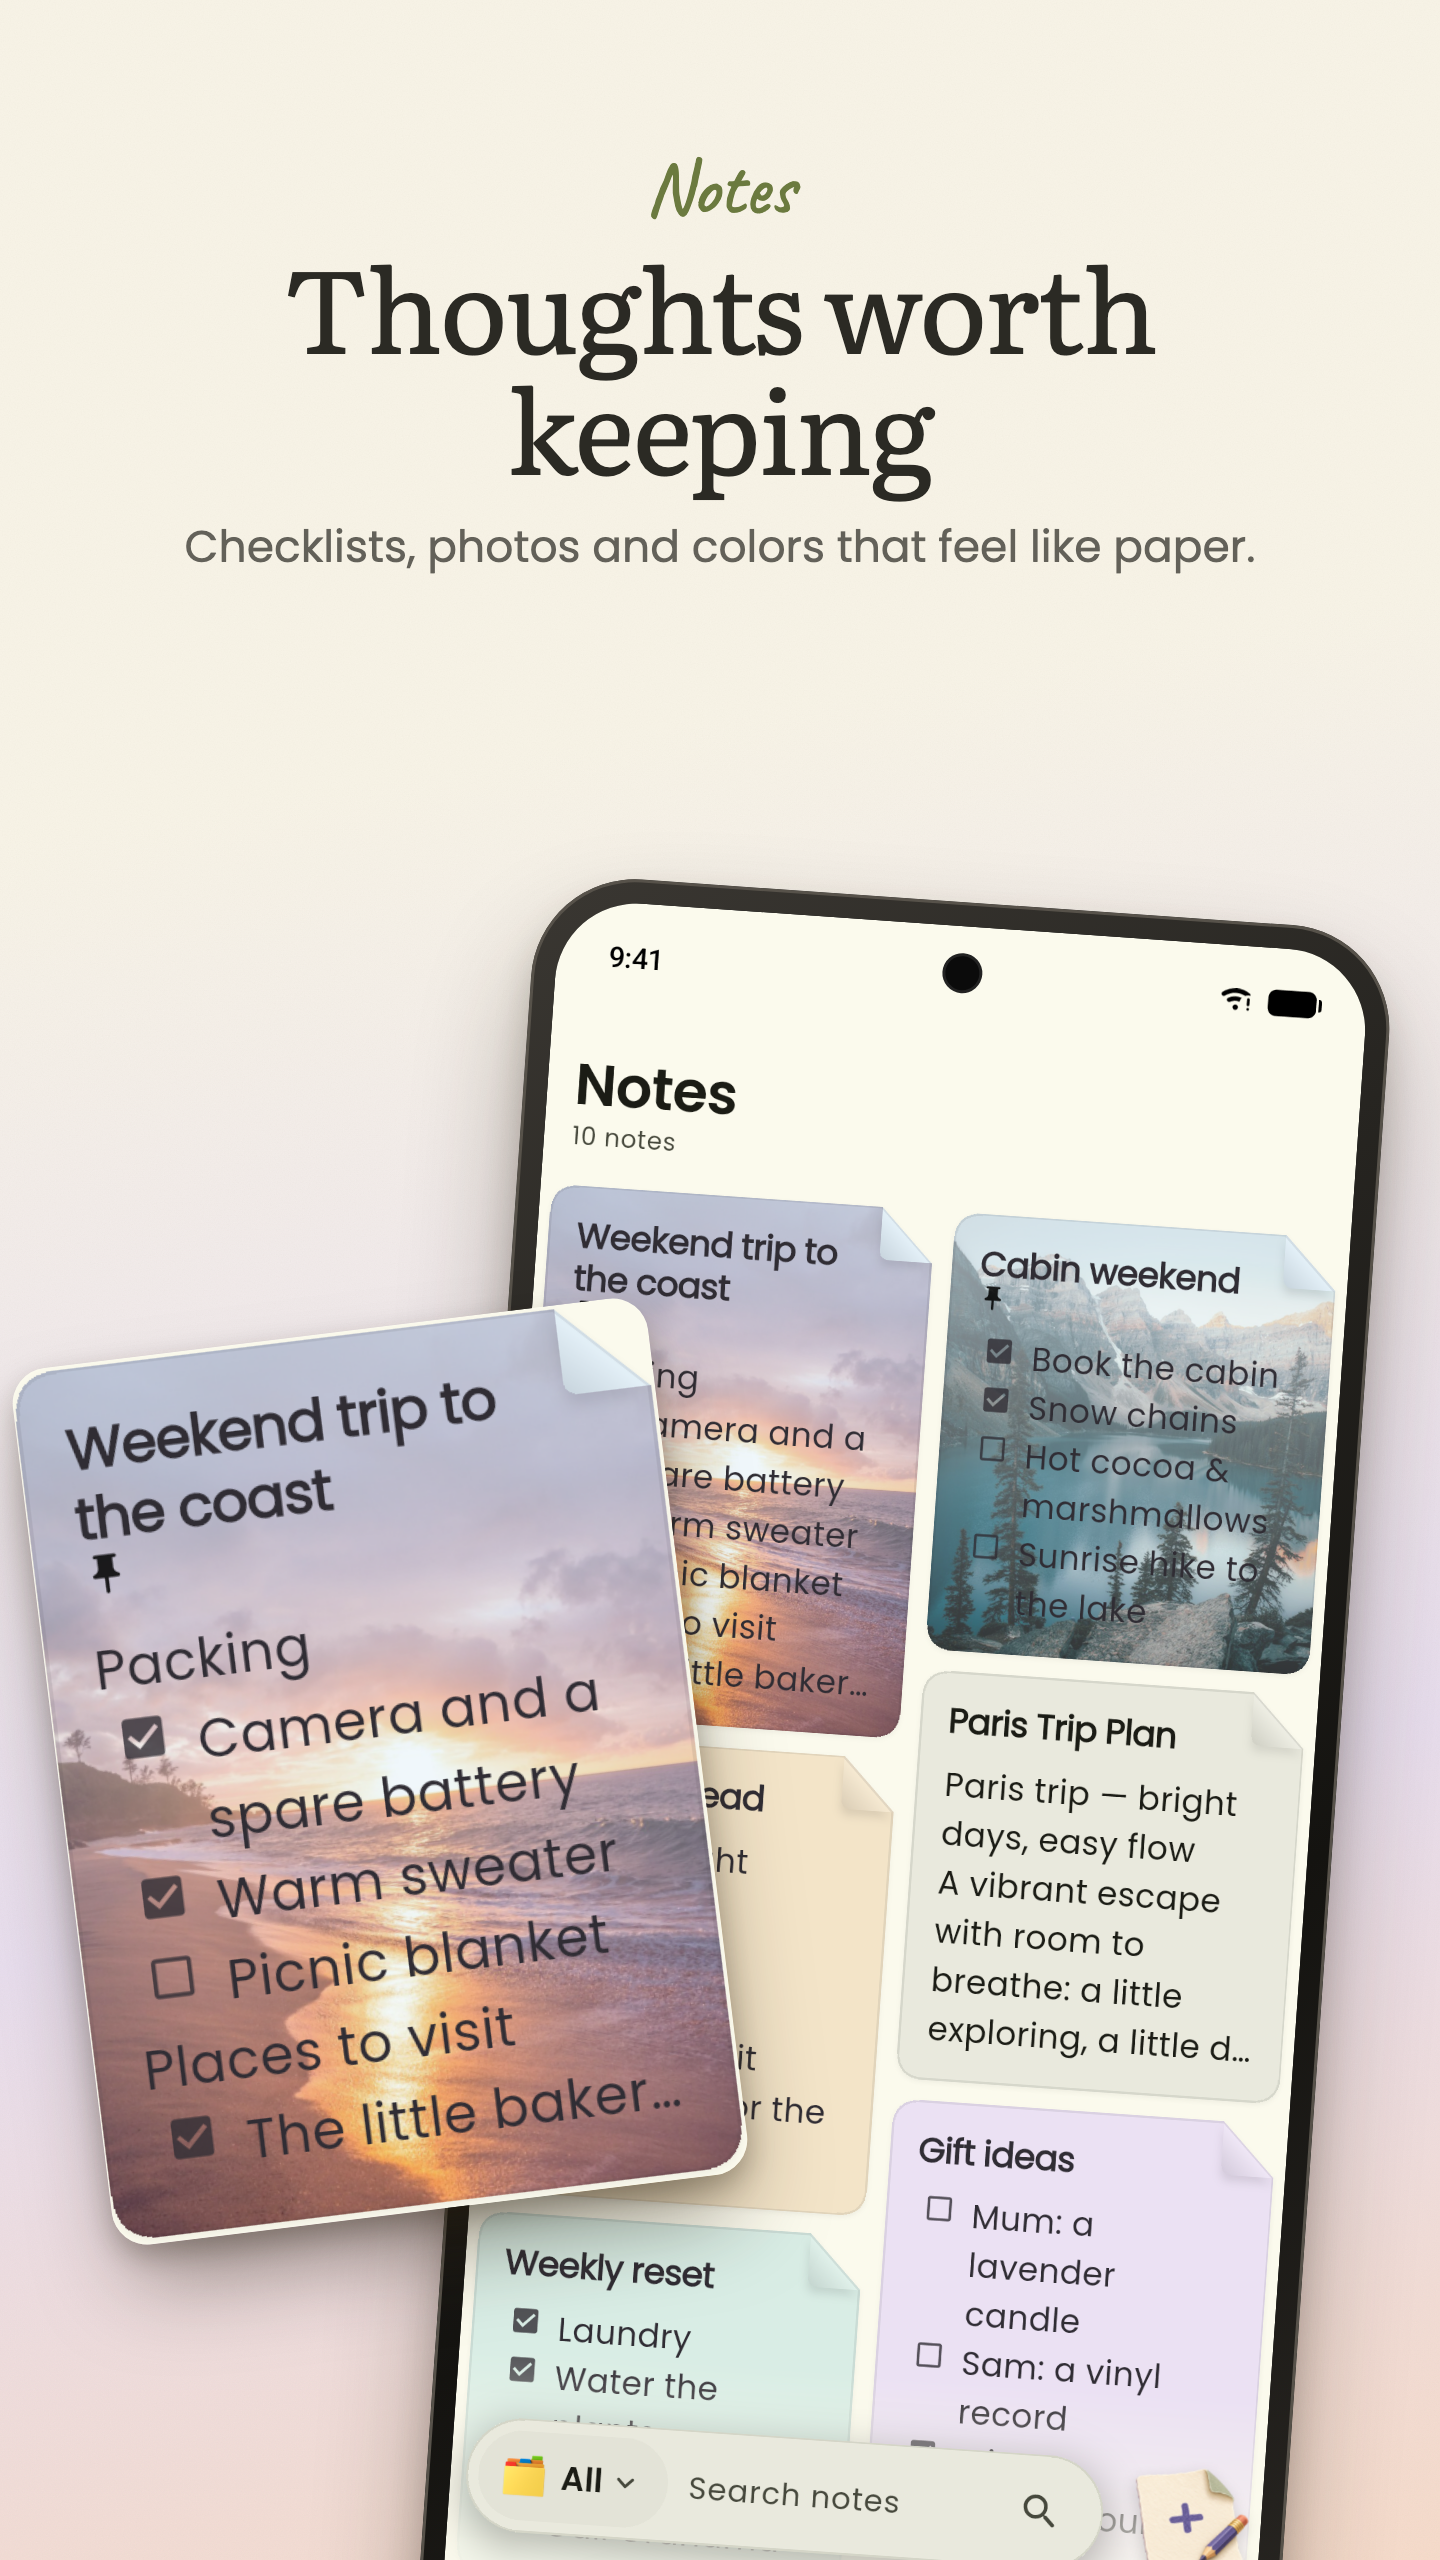 Notes
Thoughts worth
keeping
Checklists, photos and colors that feel like paper.
9:41
Notes
10 notes
Weekend trip to
the coast
ng
amera and a
are battery
rm sweater
ic blanket
o visit
ttle baker...
Cabin weekend
Book the cabin
Snow chains
Hot cocoa &
marshmallows
Sunrise hike to
the lake
Weekend trip to
the coast
Packing
Camera and a
spare battery
Warm sweater
Picnic blanket
Places to visit
The little baker...
ead
ht
it
or the
Paris Trip Plan
Paris trip — bright
days, easy flow
A vibrant escape
with room to
breathe: a little
exploring, a little d...
Gift ideas
Mum: a
lavender
candle
Sam: a vinyl
record
Weekly reset
Laundry
Water the
All
Search notes